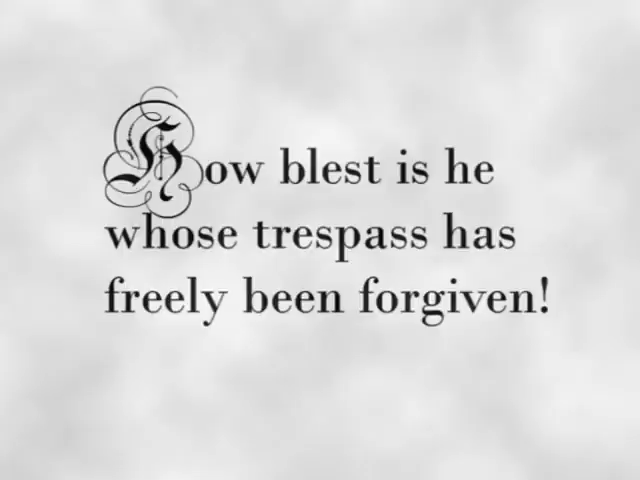 How blest is he
whose trespass has
freely been forgiven!